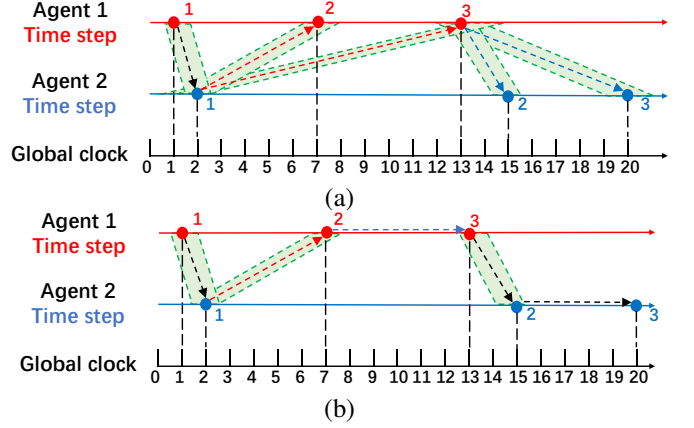 Agent 1
Time step
1 2 3
Agent 2
Time step
1 2 3
Global clock
0 1 2 3 4 5 6 7 8 9 10 11 12 13 14 15 16 17 18 19 20
(a)
Agent 1
Time step
1 2 3
Agent 2
Time step
1 2 3
Global clock
0 1 2 3 4 5 6 7 8 9 10 11 12 13 14 15 16 17 18 19 20
(b)